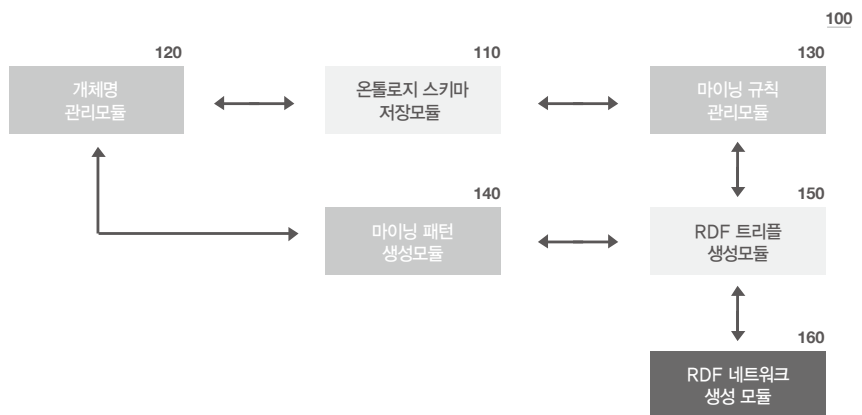 100
120
110
130
개체명
관리모듈
온톨로지 스키마
저장모듈
마이닝 규칙
관리모듈
140
150
마이닝 패턴
생성모듈
RDF 트리플
생성모듈
160
RDF 네트워크
생성 모듈